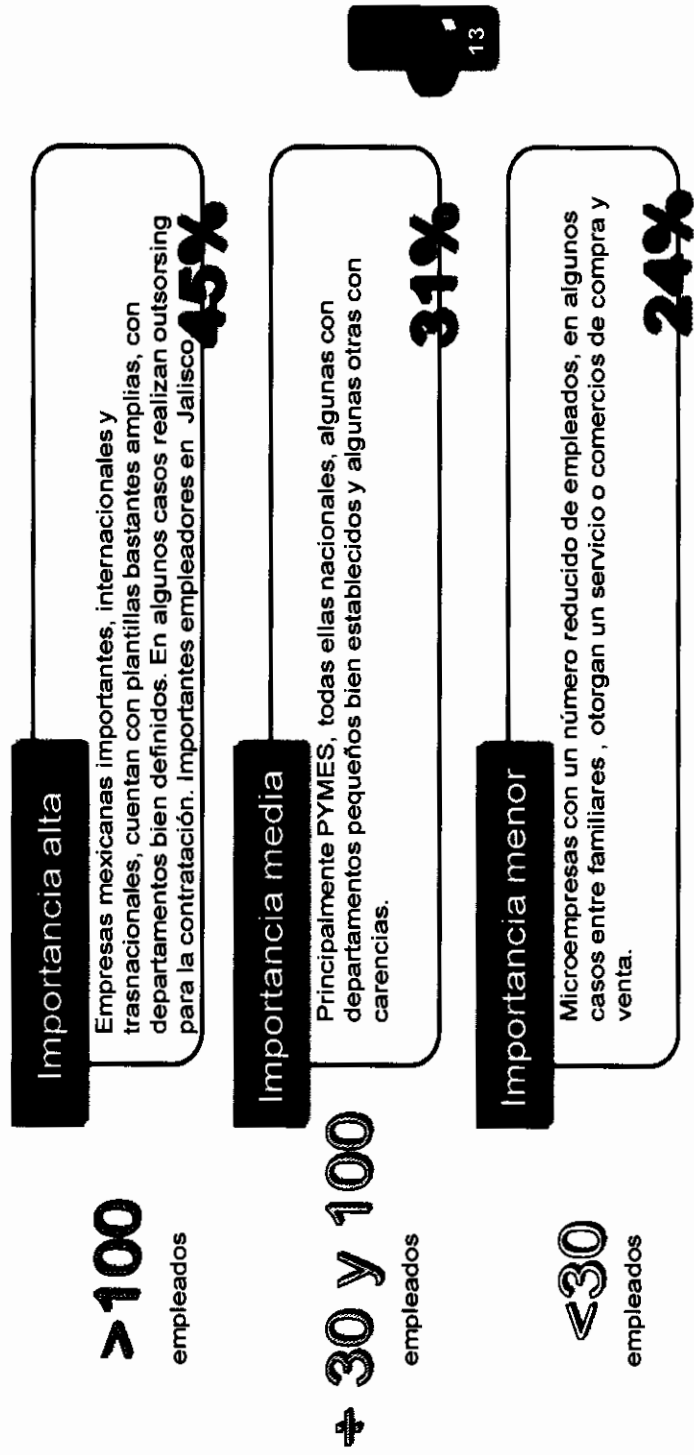 >100
empleados
Importancia alta
Empresas mexicanas importantes, internacionales y
trasnacionales, cuentan con plantillas bastantes amplias, con
departamentos bien definidos. En algunos casos realizan outsorsing
para la contratación. Importantes empleadores en Jalisco
45%
+ 30 y 100
empleados
Importancia media
Principalmente PYMES, todas ellas nacionales, algunas con
departamentos pequeños bien establecidos y algunas otras con
carencias.
31%
<30
empleados
Importancia menor
Microempresas con un número reducido de empleados, en algunos
casos entre familiares , otorgan un servicio o comercios de compra y
venta.
24%
13